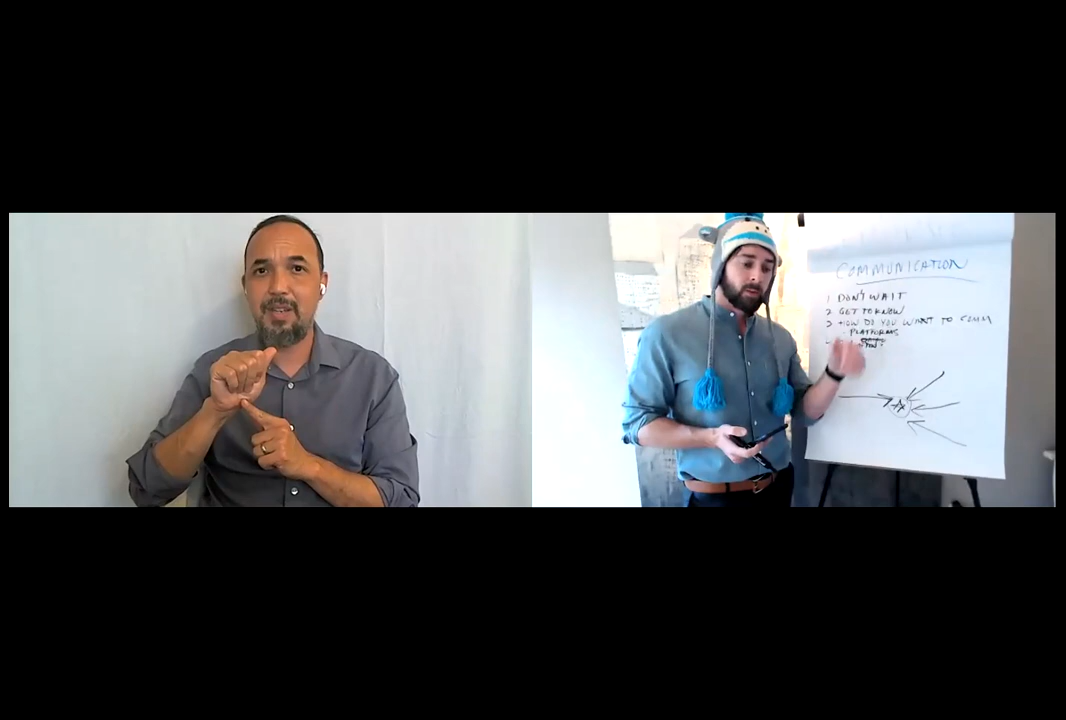 COMMUNICATION
1 DON'T WAIT
2 GET TO KNOW
3 HOW DO YOU WANT TO COMM
· PLATFORMS